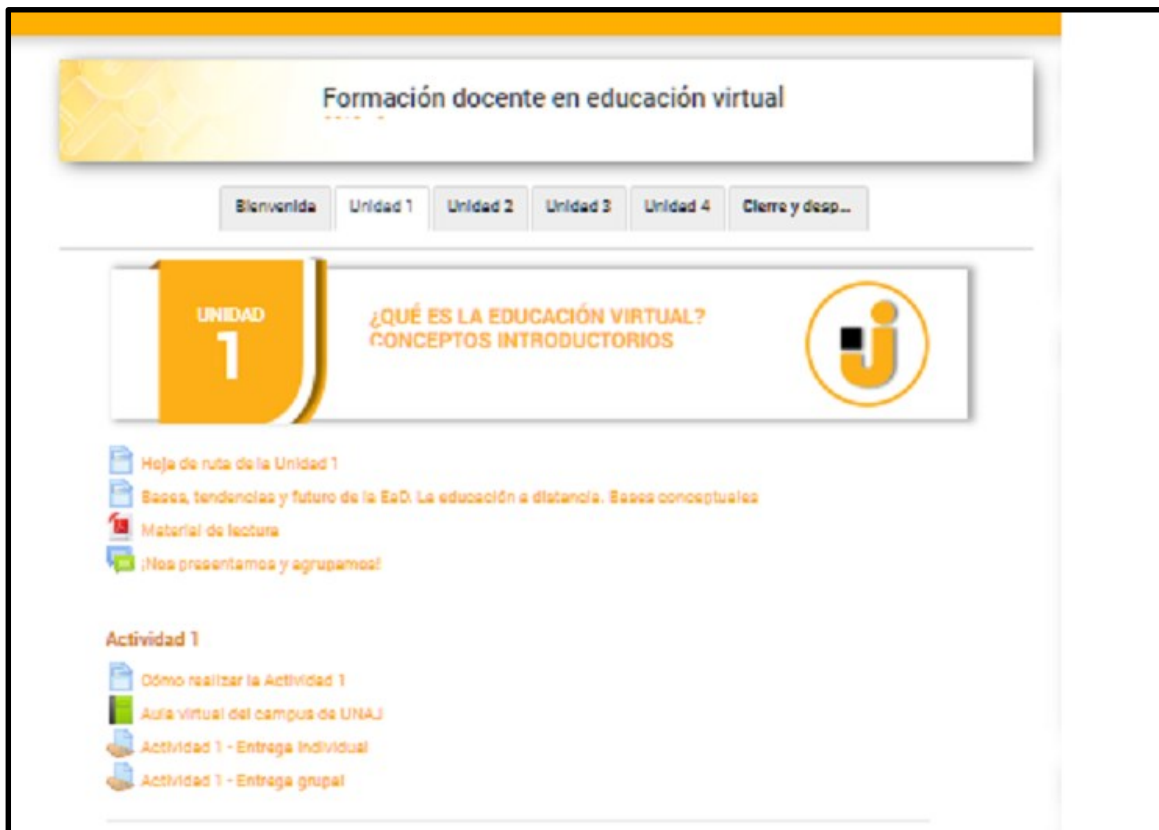 Formación docente en educación virtual
Bienvenida Unidad 1 Unidad 2 Unidad 3 Unidad 4 Cierre y desp...
UNIDAD
1
¿QUÉ ES LA EDUCACIÓN VIRTUAL?
CONCEPTOS INTRODUCTORIOS
Hoja de ruta de la Unidad 1
Bases, tendencias y futuro de la EaD. La educación a distancia. Bases conceptuales
Material de lectura
¡Nos presentamos y agrupamos!
Actividad 1
Cómo realizar la Actividad 1
Aula virtual del campus de UNAJ
Actividad 1 - Entrega individual
Actividad 1 - Entrega grupal